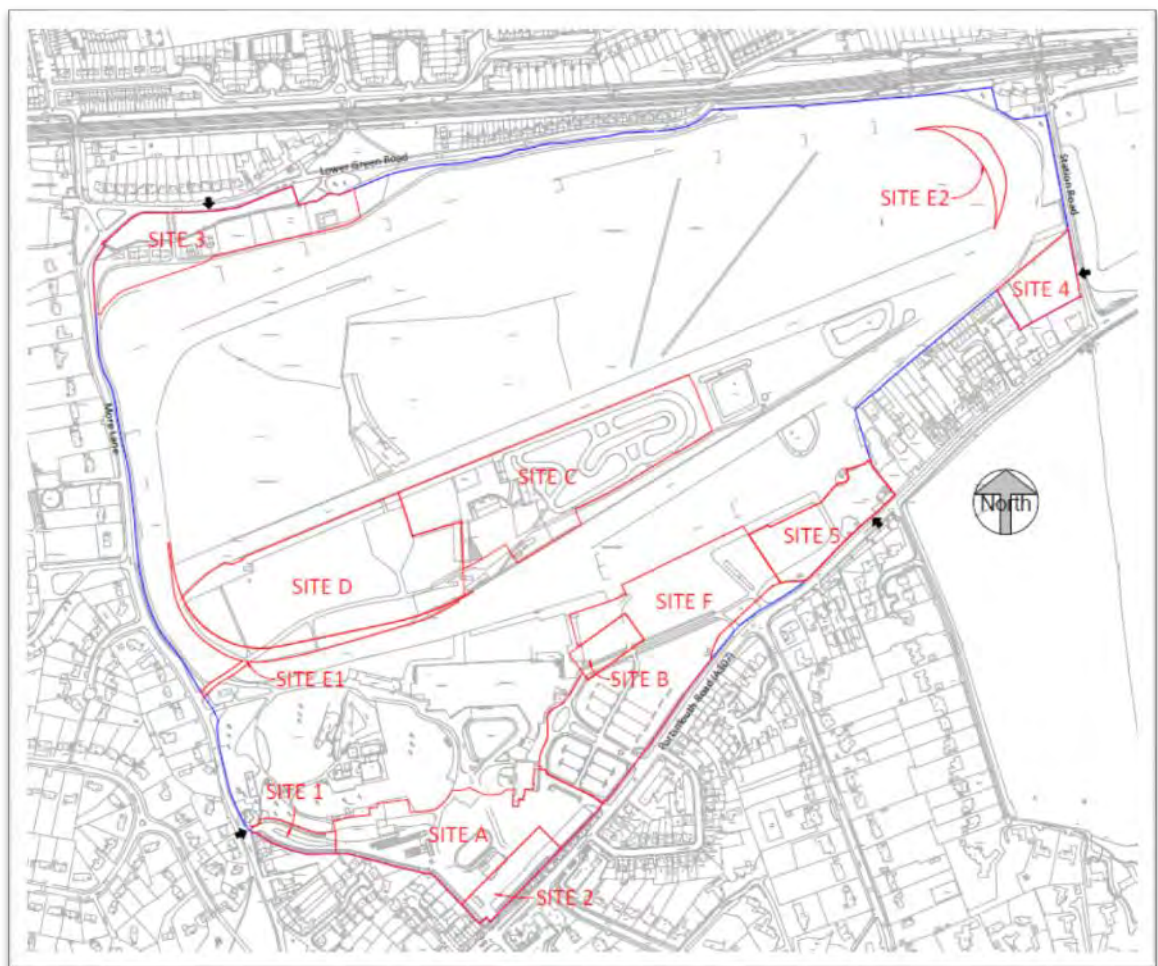 Lower Green Road
Station Road
SITE E2
SITE 3
SITE 4
More Lane
SITE C
North
SITE 5
SITE D
SITE F
SITE E1
SITE B
Portsmouth Road (A307)
SITE 1
SITE A
SITE 2